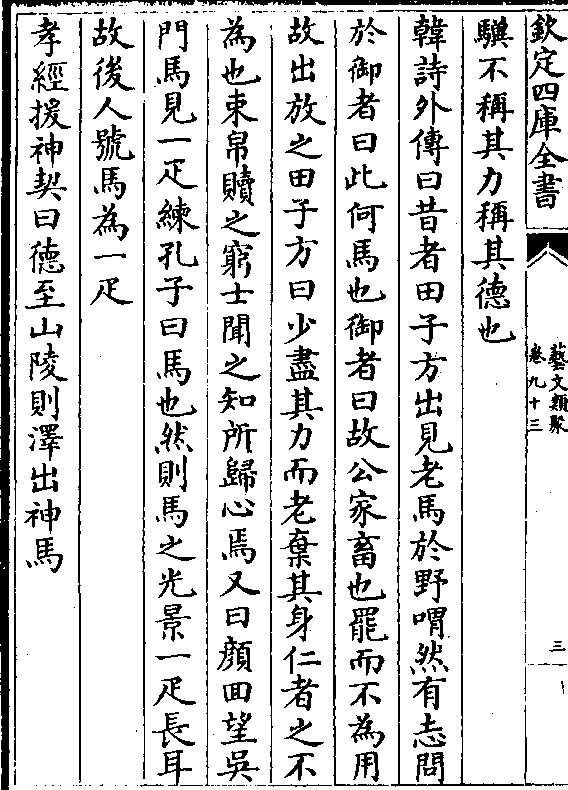 欽定四庫全書
藝文類聚
卷九十三
三
驥不稱其力稱其德也
韓詩外傳曰昔者田子方出見老馬於野喟然有志問
於御者曰此何馬也御者曰故公家畜也罷而不為用
故出放之田子方曰少盡其力而老棄其身仁者之不
為也束帛贖之窮士聞之知所歸心焉又曰顔回望吳
門馬見一疋練孔子曰馬也然則馬之光景一疋長耳
故後人號馬為一疋
孝經援神契曰德至山陵則澤出神馬